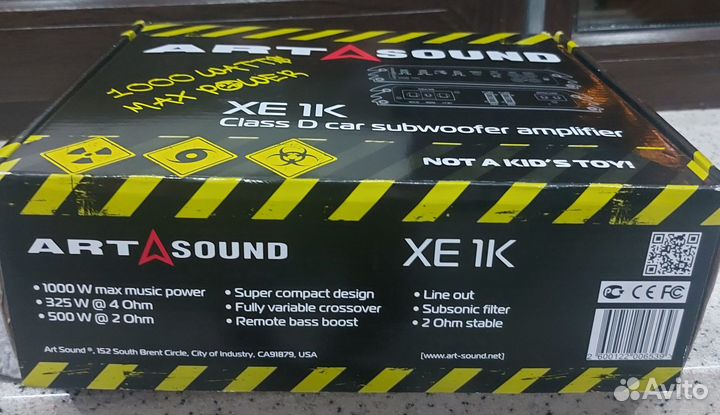 ART SOUND
1000 WATTS
MAX POWER
XE 1K
Class D car subwoofer amplifier
NOT A KID'S TOY!
ART SOUND
XE 1K
• 1000 W max music power
• 325 W @ 4 Ohm
• 500 W @ 2 Ohm
• Super compact design
• Fully variable crossover
• Remote bass boost
• Line out
• Subsonic filter
• 2 Ohm stable
PC CE FC
Art Sound ®, 152 South Brent Circle, City of Industry, CA91879, USA
[www.art-sound.net]
Avito